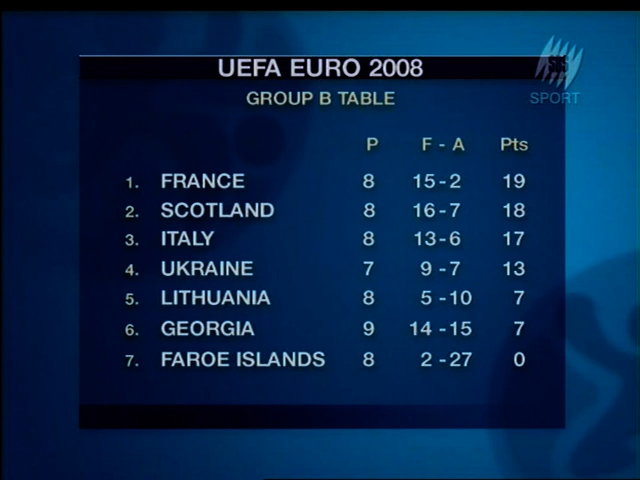 SBS
UEFA EURO 2008
SPORT
GROUP B TABLE
P F - A Pts
1. FRANCE 8 15 - 2 19
2. SCOTLAND 8 16 - 7 18
3. ITALY 8 13 - 6 17
4. UKRAINE 7 9 - 7 13
5. LITHUANIA 8 5 - 10 7
6. GEORGIA 9 14 - 15 7
7. FAROE ISLANDS 8 2 - 27 0